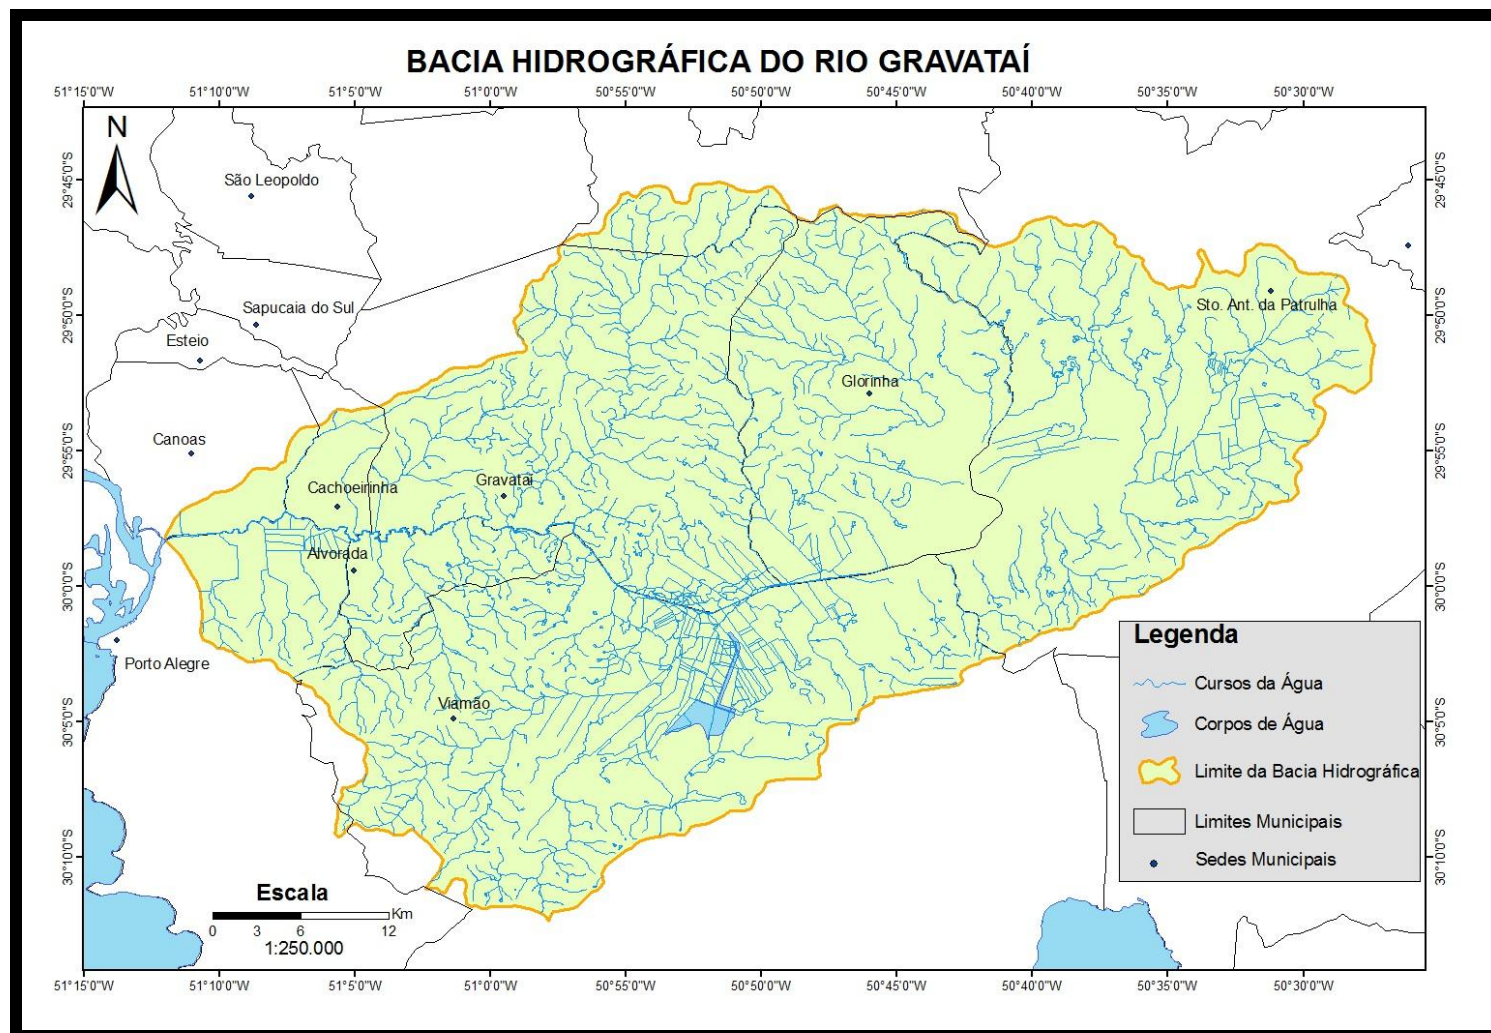 BACIA HIDROGRÁFICA DO RIO GRAVATAÍ
51°15'0"W 51°10'0"W 51°5'0"W 51°0'0"W 50°55'0"W 50°50'0"W 50°45'0"W 50°40'0"W 50°35'0"W 50°30'0"W
N
29°45'0"S
29°45'0"S
São Leopoldo
Sapucaia do Sul
29°50'0"S
Sto. Ant. da Patrulha
29°50'0"S
Esteio
Glorinha
Canoas
29°55'0"S
29°55'0"S
Cachoeirinha
Gravataí
Alvorada
30°0'0"S
30°0'0"S
Porto Alegre
Viamão
30°5'0"S
30°5'0"S
Legenda
Cursos da Água
Corpos de Água
Limite da Bacia Hidrográfica
Limites Municipais
Sedes Municipais
30°10'0"S
30°10'0"S
Escala
Km
0 3 6 12
1:250.000
51°15'0"W 51°10'0"W 51°5'0"W 51°0'0"W 50°55'0"W 50°50'0"W 50°45'0"W 50°40'0"W 50°35'0"W 50°30'0"W